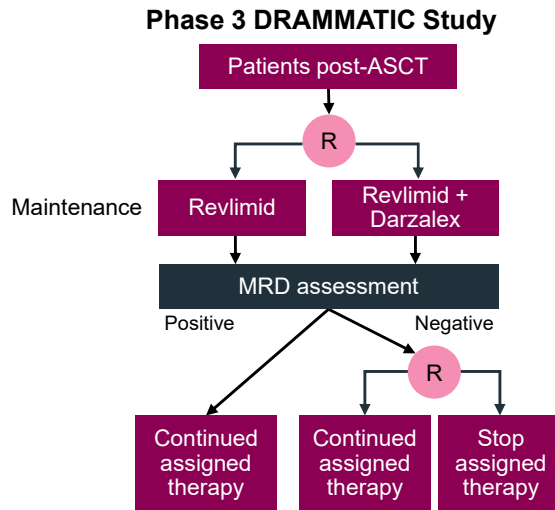 Phase 3 DRAMMATIC Study
Patients post-ASCT
R
Maintenance
Revlimid
Revlimid +
Darzalex
MRD assessment
Positive
Negative
R
Continued
assigned
therapy
Continued
assigned
therapy
Stop
assigned
therapy